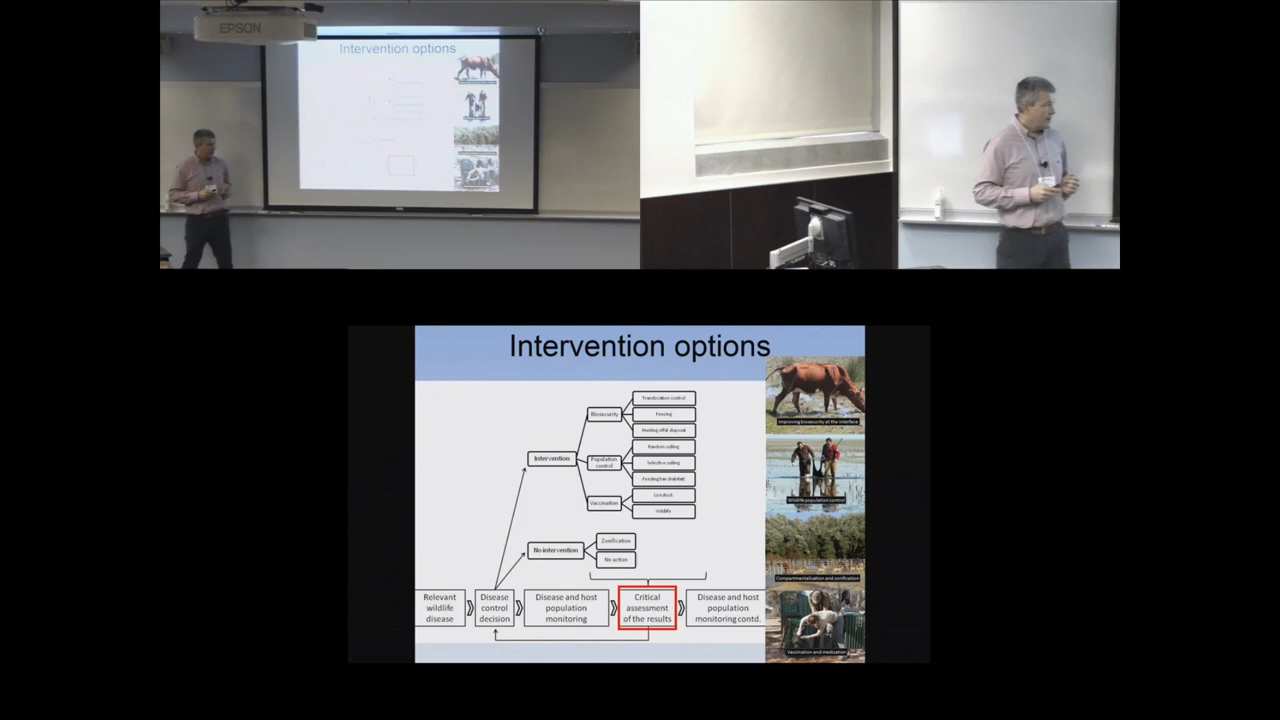 EPSON
Intervention options
Intervention options
Biosecurity
Translocation control
Fencing
Hunting offal disposal
Intervention
Population
control
Random culling
Selective culling
Feeding ban (habitat)
Vaccination
Livestock
Wildlife
No intervention
Zonification
No action
Relevant
wildlife
disease
Disease
control
decision
Disease and host
population
monitoring
Critical
assessment
of the results
Disease and host
population
monitoring contd.
Improving biosecurity at the interface
Wildlife population control
Compartimentalisation and zonification
Vaccination and medication